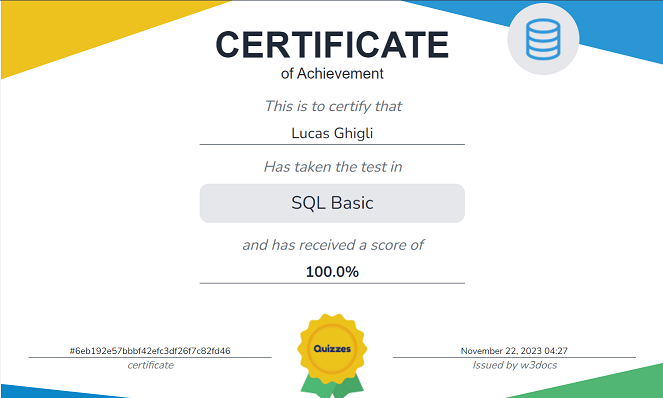 CERTIFICATE
of Achievement
This is to certify that
Lucas Ghigli
Has taken the test in
SQL Basic
and has received a score of
100.0%
#6eb192e57bbbf42efc3df26f7c82fd46
certificate
Quizzes
November 22, 2023 04:27
Issued by w3docs